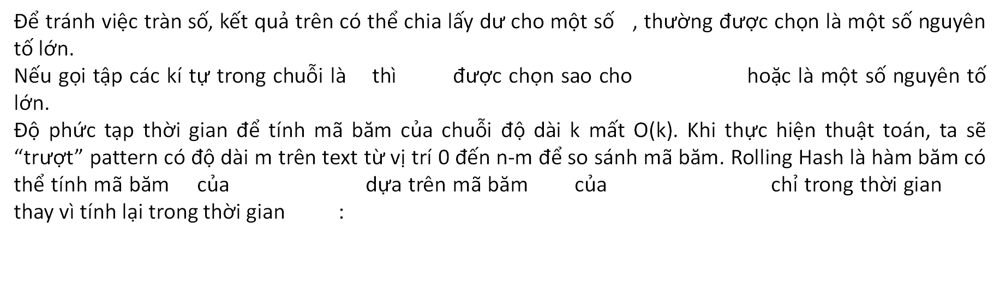 Để tránh việc tràn số, kết quả trên có thể chia lấy dư cho một số , thường được chọn là một số nguyên
tố lớn.
Nếu gọi tập các kí tự trong chuỗi là thì được chọn sao cho hoặc là một số nguyên tố
lớn.
Độ phức tạp thời gian để tính mã băm của chuỗi độ dài k mất O(k). Khi thực hiện thuật toán, ta sẽ
“trượt” pattern có độ dài m trên text từ vị trí 0 đến n-m để so sánh mã băm. Rolling Hash là hàm băm có
thể tính mã băm của dựa trên mã băm của chỉ trong thời gian
thay vì tính lại trong thời gian :